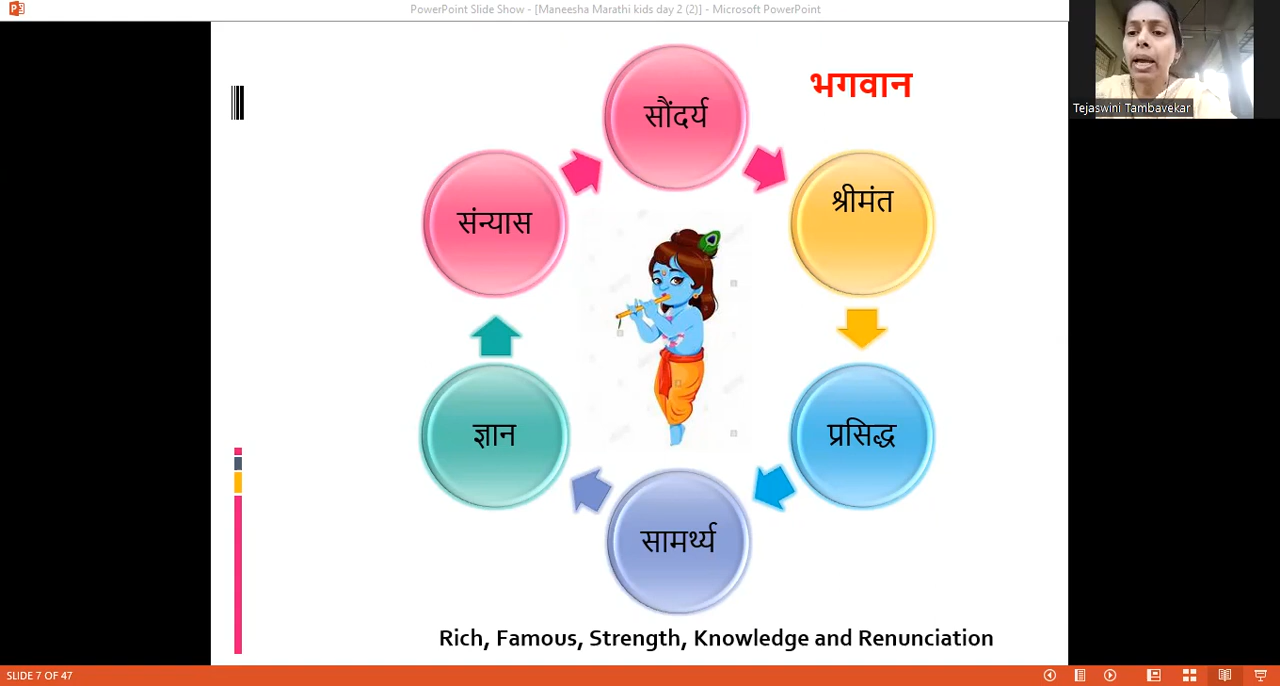 PowerPoint Slide Show - [Maneesha Marathi kids day 2 (2)] - Microsoft PowerPoint
Tejaswini Tambavekar
भगवान
सौंदर्य
श्रीमंत
प्रसिद्ध
सामर्थ्य
ज्ञान
संन्यास
Rich, Famous, Strength, Knowledge and Renunciation
SLIDE 7 OF 47